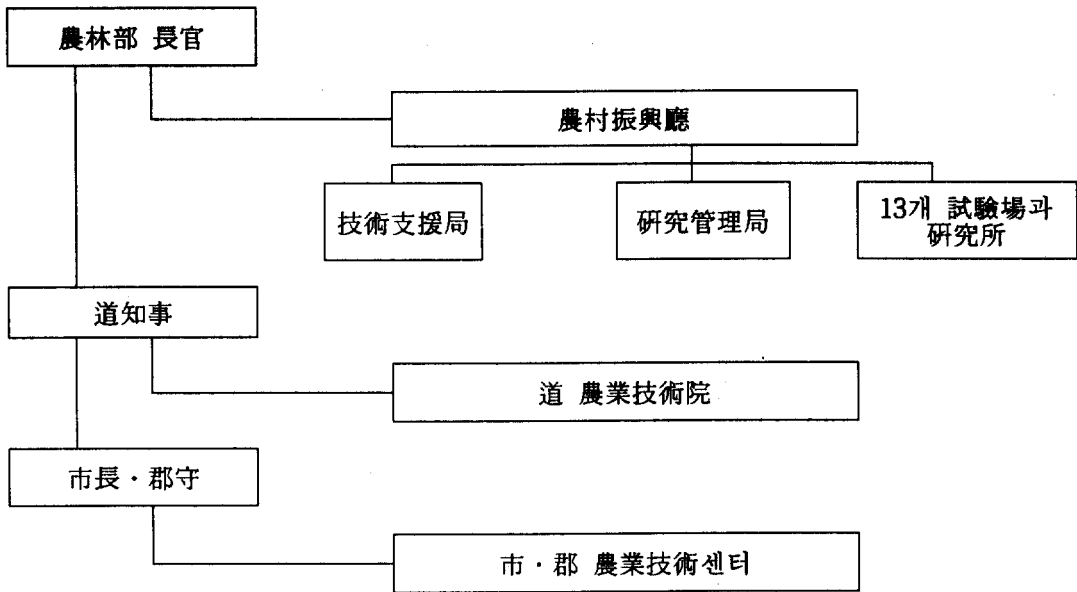 農林部 長官
農村振興廳
技術支援局
硏究管理局
13개 試驗場과
硏究所
道知事
道 農業技術院
市長·郡守
市·郡 農業技術센터